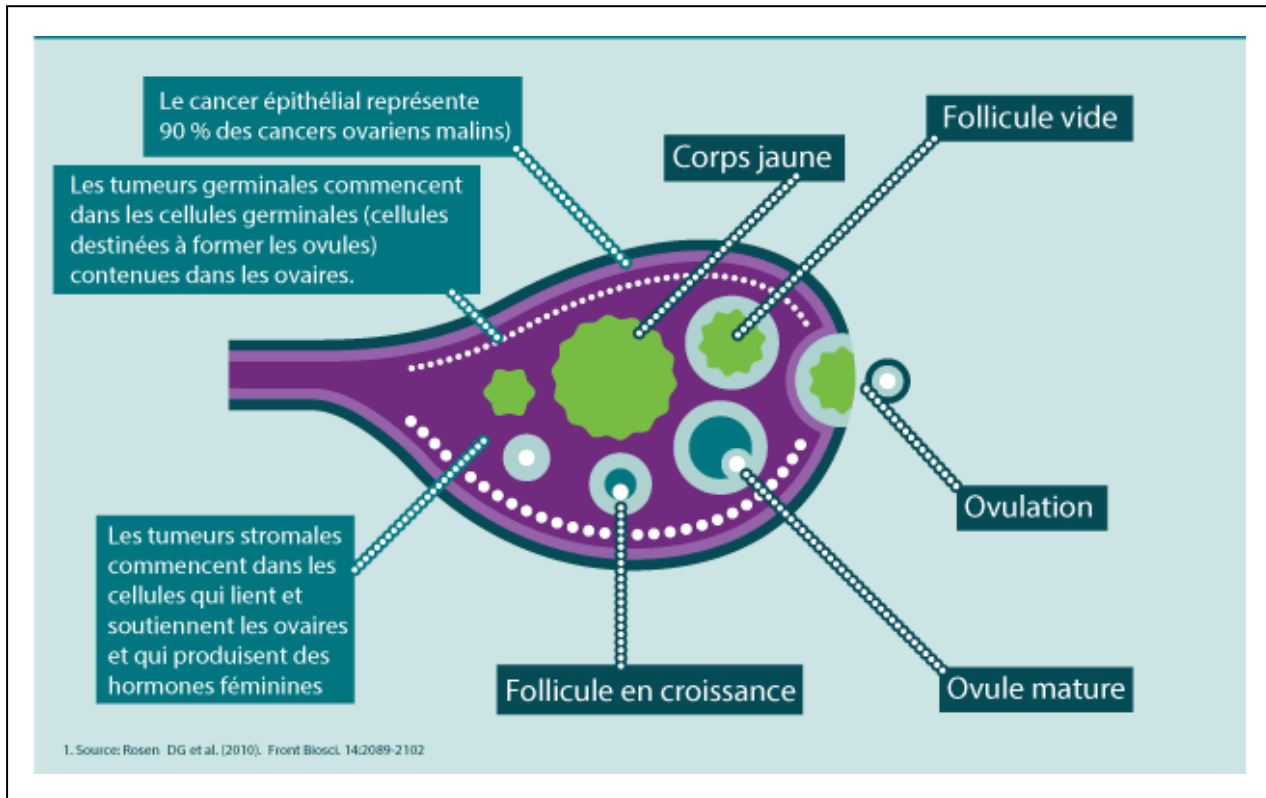 Le cancer épithélial représente
90 % des cancers ovariens malins)
Follicule vide
Corps jaune
Les tumeurs germinales commencent
dans les cellules germinales (cellules
destinées à former les ovules)
contenues dans les ovaires.
Ovulation
Les tumeurs stromales
commencent dans les
cellules qui lient et
soutiennent les ovaires
et qui produisent des
hormones féminines
Follicule en croissance
Ovule mature
1. Source: Rosen DG et al. (2010). Front Biosci. 14:2089-2102